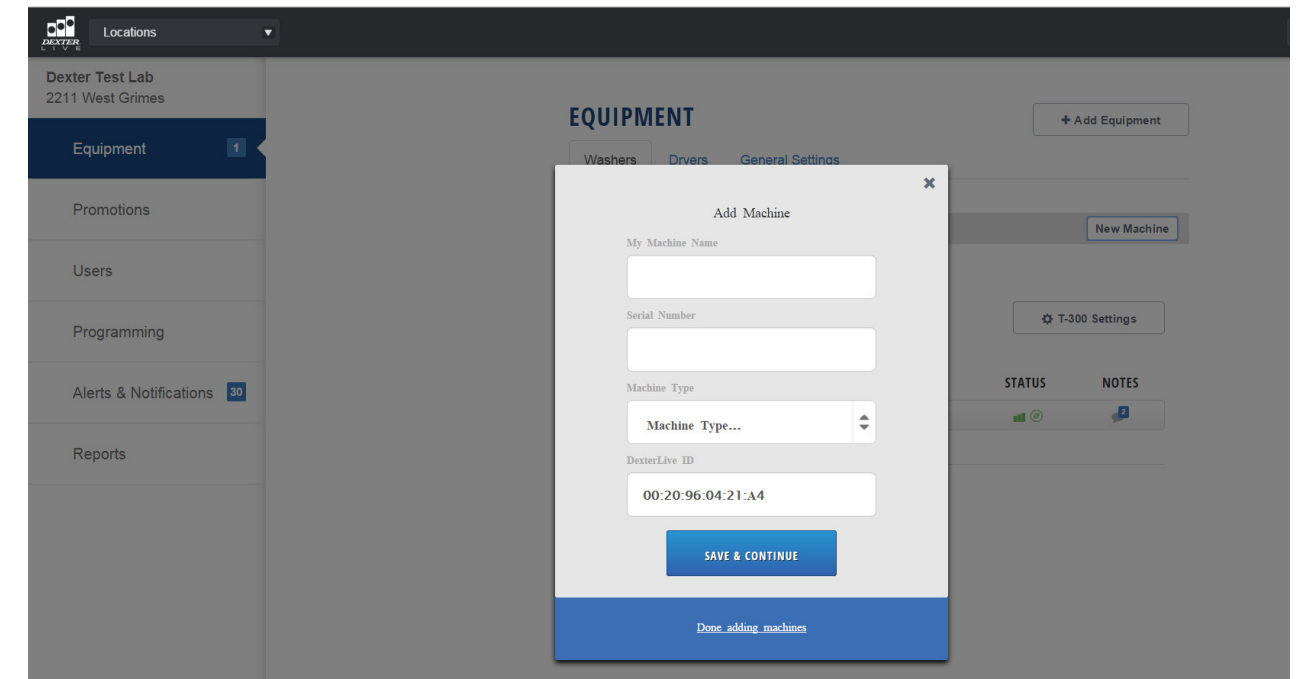 DEXTER
LIVE
Locations
Dexter Test Lab
2211 West Grimes
Equipment 1
Promotions
Users
Programming
Alerts & Notifications 30
Reports
EQUIPMENT
+ Add Equipment
Washers Dryers General Settings
New Machine
T-300 Settings
STATUS NOTES
2
Add Machine
My Machine Name
Serial Number
Machine Type
Machine Type...
DexterLive ID
00:20:96:04:21:A4
SAVE & CONTINUE
Done adding machines